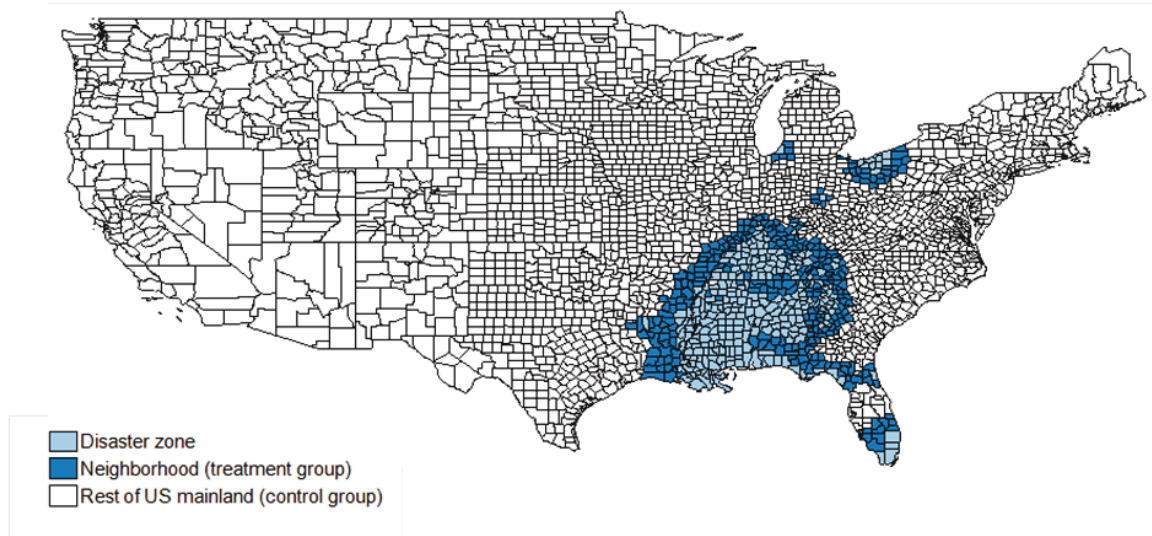 Disaster zone
Neighborhood (treatment group)
Rest of US mainland (control group)